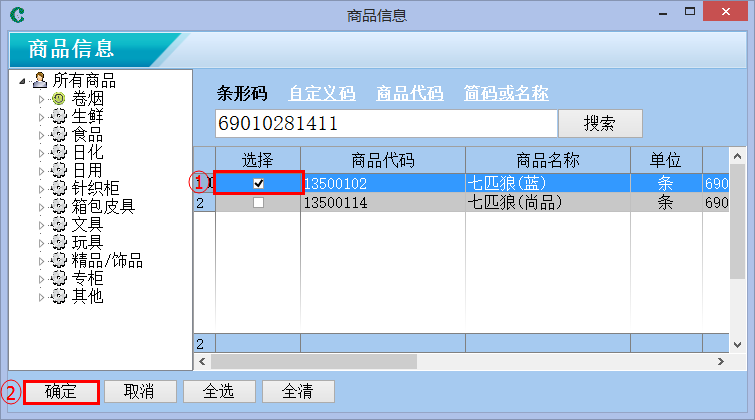 商品信息
商品信息
所有商品
卷烟
生鲜
食品
日化
日用
针织柜
箱包皮具
文具
玩具
精品/饰品
专柜
其他
条形码 自定义码 商品代码 简码或名称
69010281411 搜索
选择 商品代码 商品名称 单位
① 1 13500102 七匹狼(蓝) 条 690
2 13500114 七匹狼(尚品) 条 690
2
② 确定 取消 全选 全清